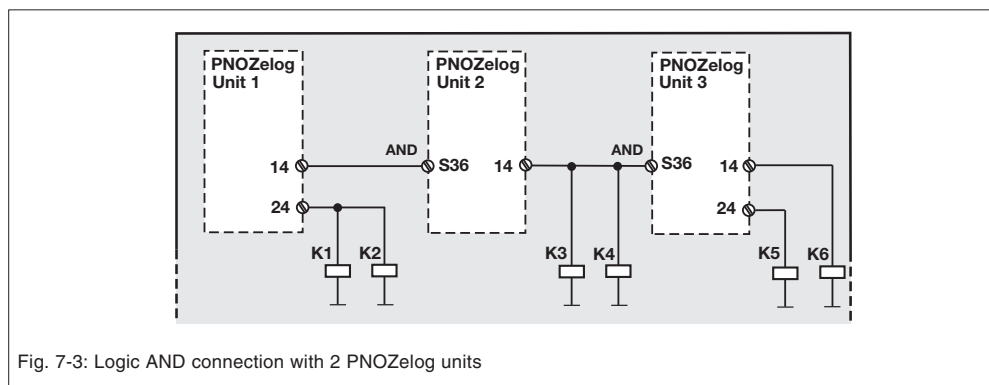 PNOZelog
Unit 1
PNOZelog
Unit 2
PNOZelog
Unit 3
14
AND
S36
14
AND
S36
14
24
24
K1
K2
K3
K4
K5
K6
Fig. 7-3: Logic AND connection with 2 PNOZelog units